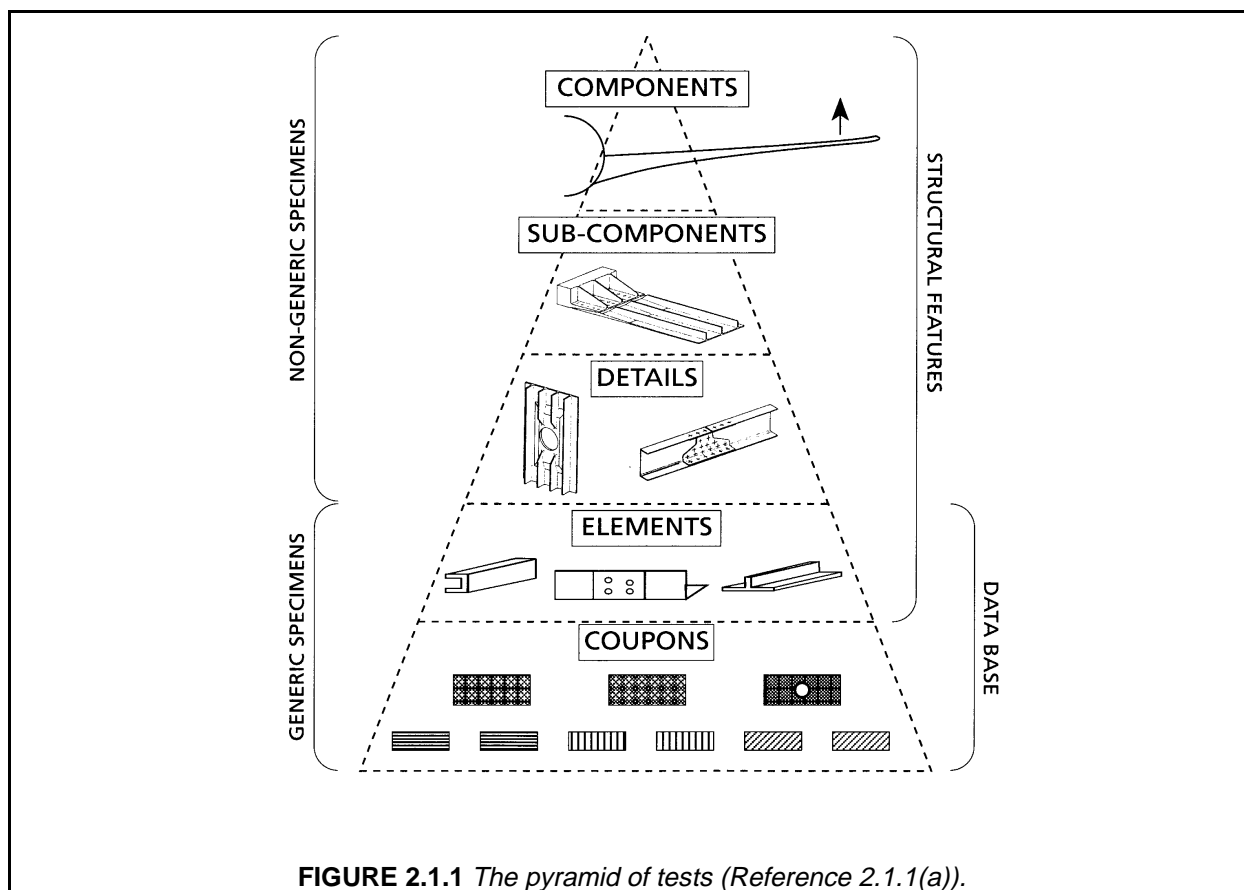 COMPONENTS
NON-GENERIC SPECIMENS
STRUCTURAL FEATURES
SUB-COMPONENTS
DETAILS
ELEMENTS
GENERIC SPECIMENS
DATA BASE
COUPONS
FIGURE 2.1.1 The pyramid of tests (Reference 2.1.1(a)).